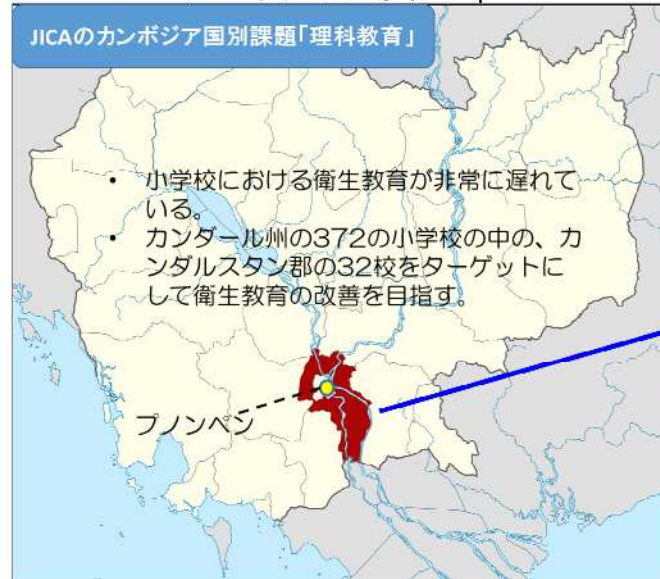 JICAのカンボジア国別課題「理科教育」
• 小学校における衛生教育が非常に遅れて
いる。
• カンダール州の372の小学校の中の、カ
ンダルスタン郡の32校をターゲットに
して衛生教育の改善を目指す。
プノンペン